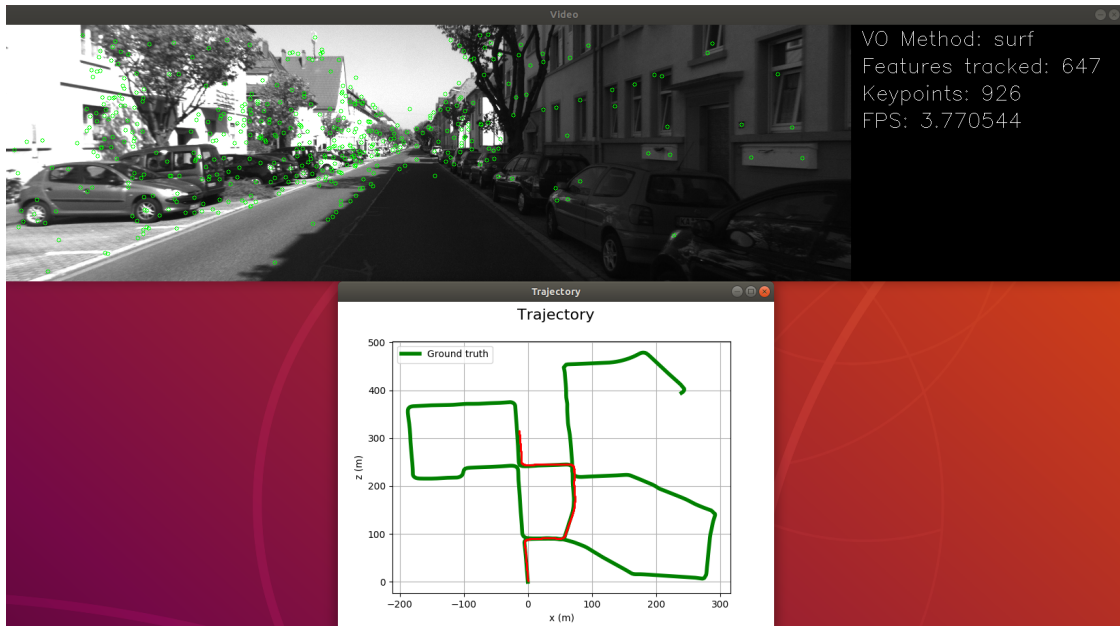 Video
VO Method: surf
Features tracked: 647
Keypoints: 926
FPS: 3.770544
Trajectory
Trajectory
Ground truth
500
400
300
200
100
0
z (m)
−200 −100 0 100 200 300
x (m)